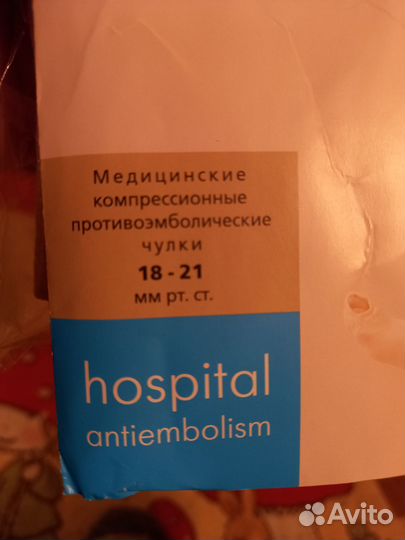 Медицинские
компрессионные
противоэмболические
чулки
18 - 21
мм рт. ст.
hospital
antiembolism
Avito